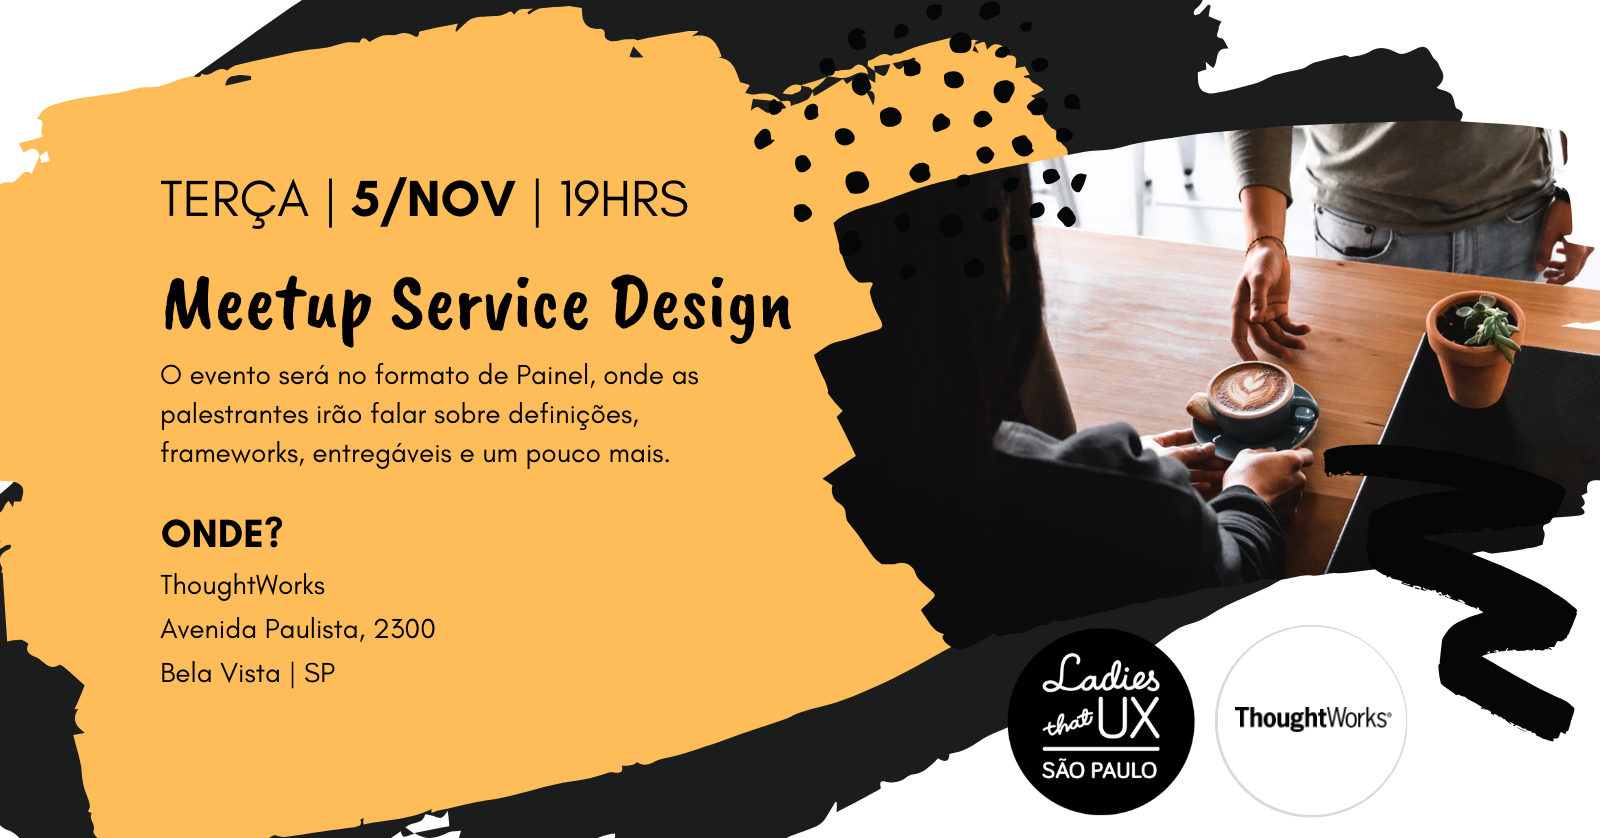 TERÇA | 5/NOV | 19HRS
Meetup Service Design
O evento será no formato de Painel, onde as
palestrantes irão falar sobre definições,
frameworks, entregáveis e um pouco mais.
ONDE?
ThoughtWorks
Avenida Paulista, 2300
Bela Vista | SP
Ladies
that UX
SÃO PAULO
ThoughtWorks®